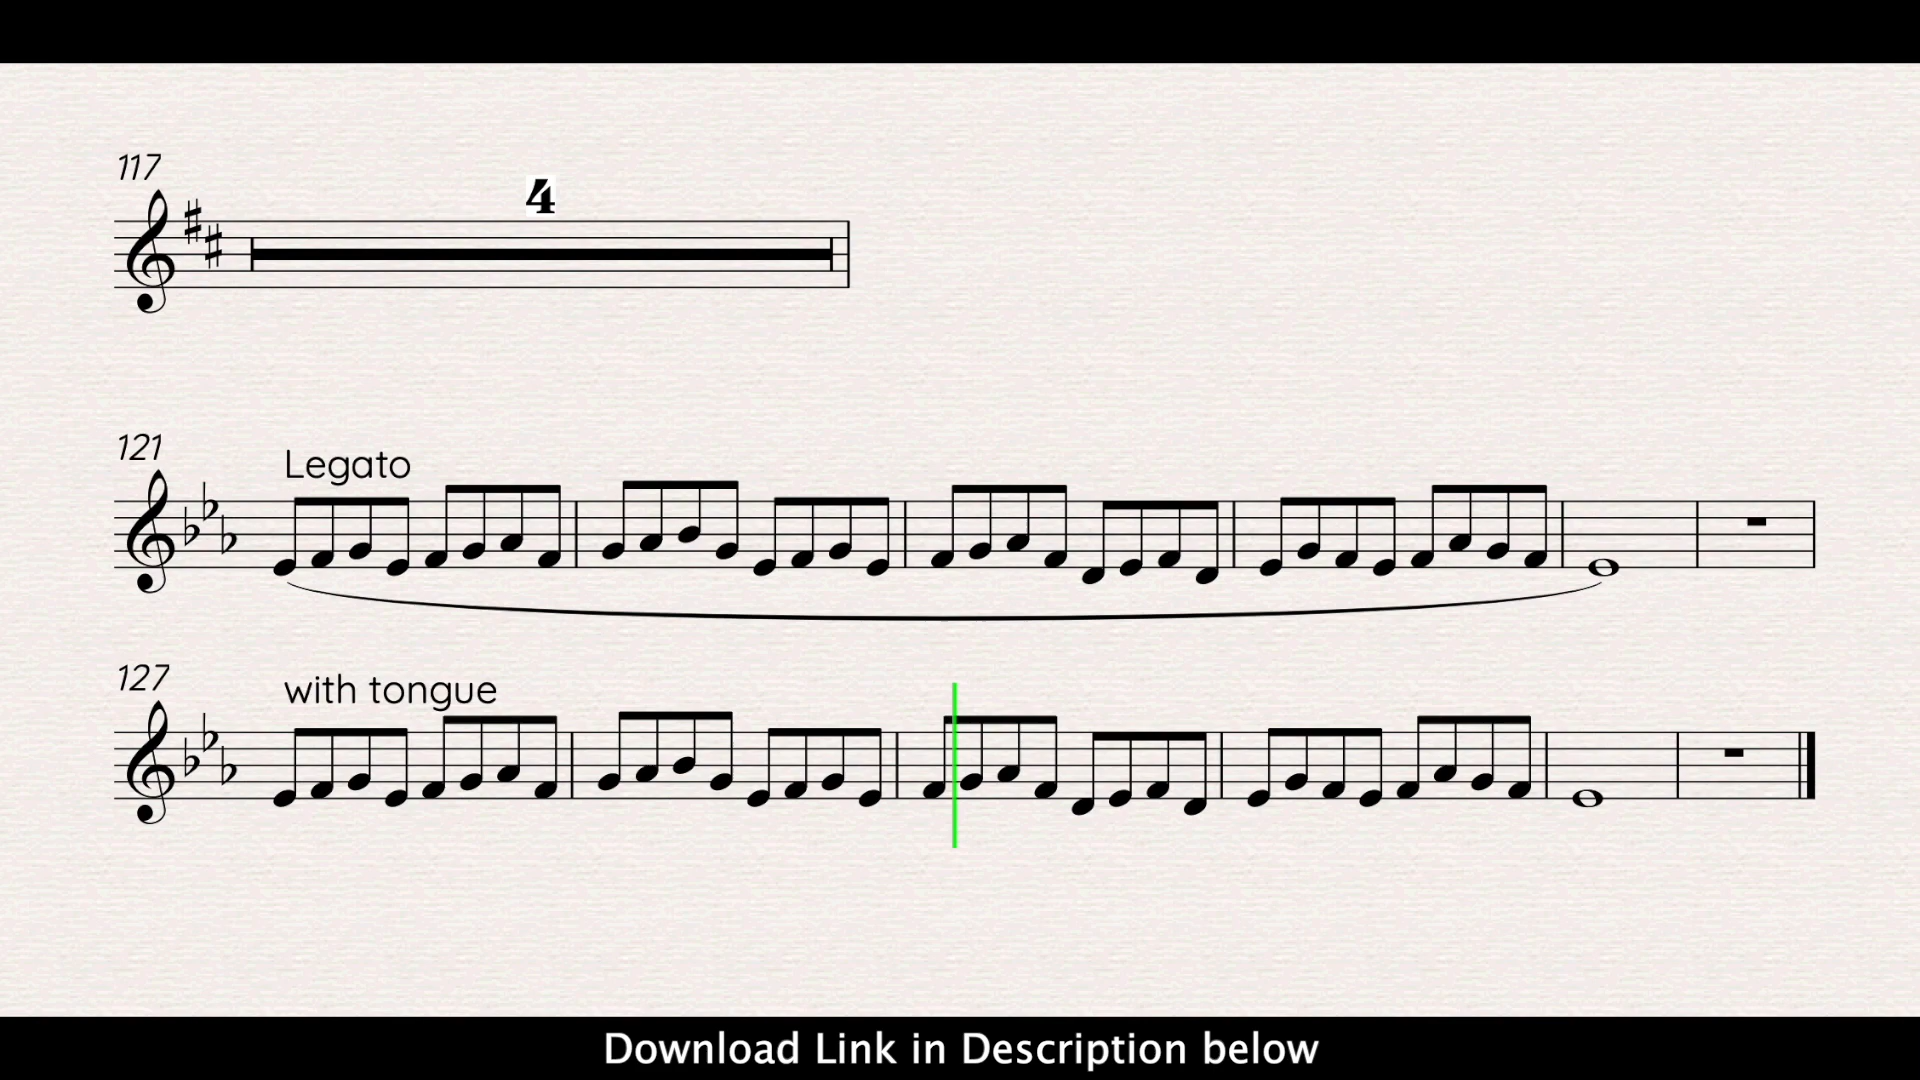 117
4
121
Legato
127
with tongue
Download Link in Description below